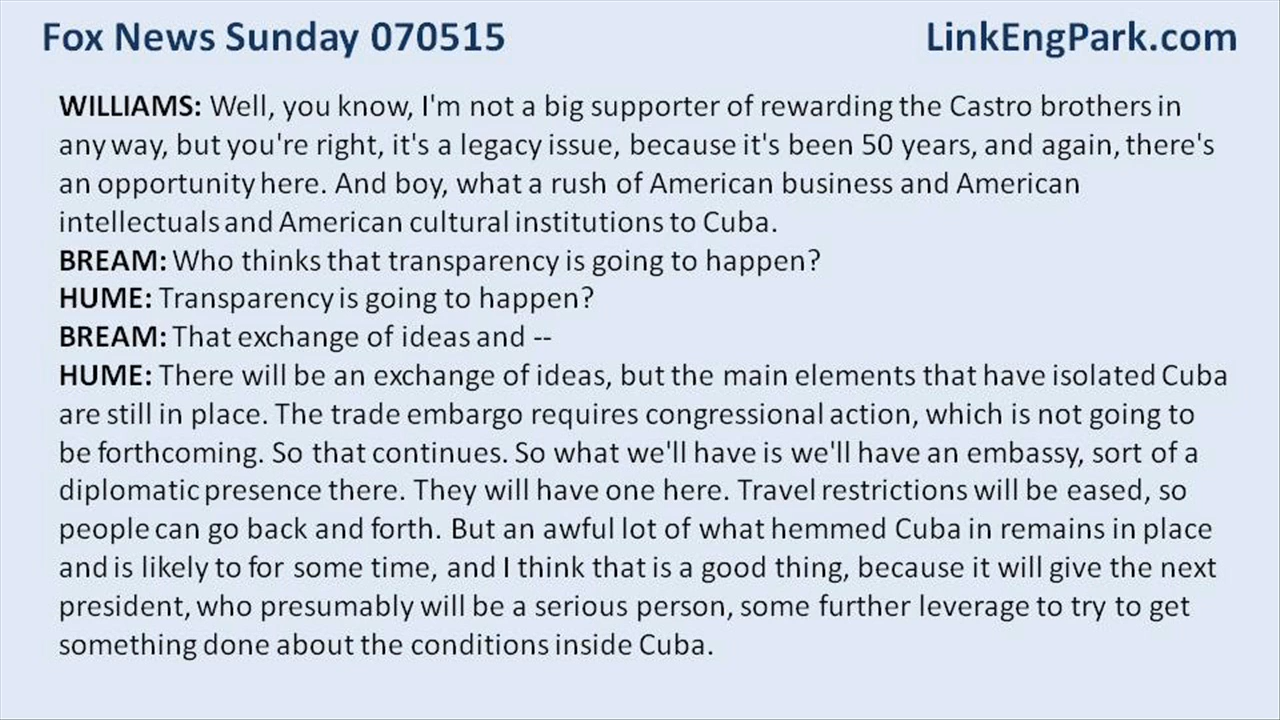 Fox News Sunday 070515
LinkEngPark.com
WILLIAMS: Well, you know, I'm not a big supporter of rewarding the Castro brothers in
any way, but you're right, it's a legacy issue, because it's been 50 years, and again, there's
an opportunity here. And boy, what a rush of American business and American
intellectuals and American cultural institutions to Cuba.
BREAM: Who thinks that transparency is going to happen?
HUME: Transparency is going to happen?
BREAM: That exchange of ideas and --
HUME: There will be an exchange of ideas, but the main elements that have isolated Cuba
are still in place. The trade embargo requires congressional action, which is not going to
be forthcoming. So that continues. So what we'll have is we'll have an embassy, sort of a
diplomatic presence there. They will have one here. Travel restrictions will be eased, so
people can go back and forth. But an awful lot of what hemmed Cuba in remains in place
and is likely to for some time, and I think that is a good thing, because it will give the next
president, who presumably will be a serious person, some further leverage to try to get
something done about the conditions inside Cuba.